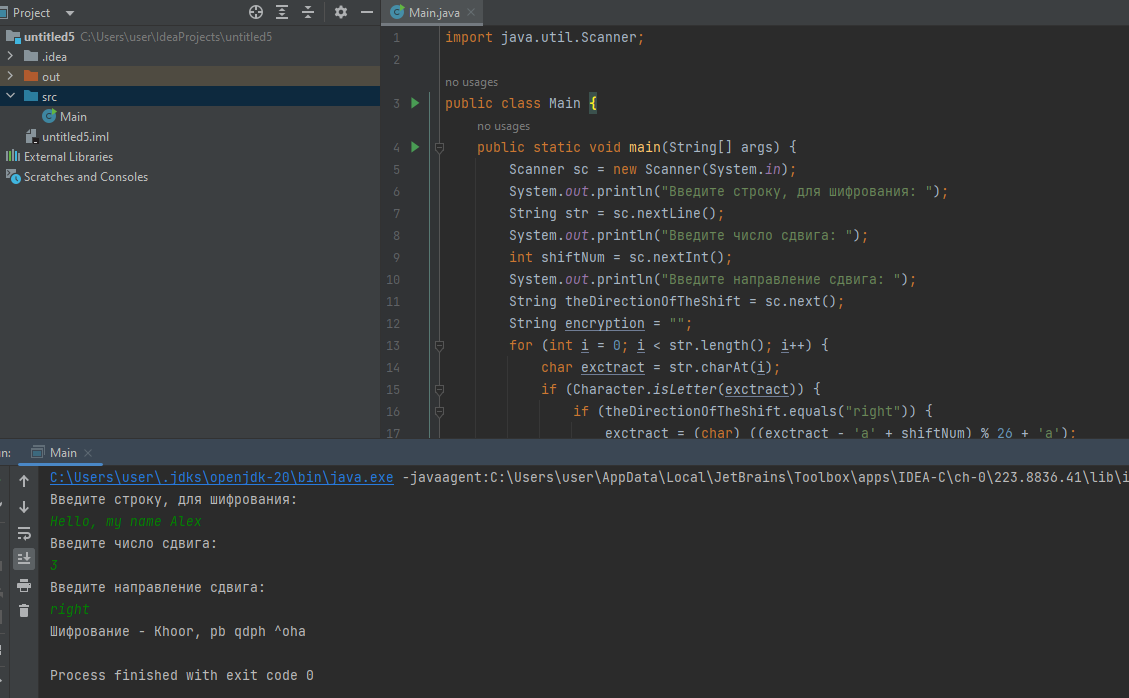 Project
Main.java
untitled5 C:\Users\user\IdeaProjects\untitled5
.idea
out
src
Main
untitled5.iml
External Libraries
Scratches and Consoles
1 import java.util.Scanner;
2
no usages
3 public class Main {
no usages
4 public static void main(String[] args) {
5 Scanner sc = new Scanner(System.in);
6 System.out.println("Введите строку, для шифрования: ");
7 String str = sc.nextLine();
8 System.out.println("Введите число сдвига: ");
9 int shiftNum = sc.nextInt();
10 System.out.println("Введите направление сдвига: ");
11 String theDirectionOfTheShift = sc.next();
12 String encryption = "";
13 for (int i = 0; i < str.length(); i++) {
14 char exctract = str.charAt(i);
15 if (Character.isLetter(exctract)) {
16 if (theDirectionOfTheShift.equals("right")) {
17 exctract = (char) ((exctract - 'a' + shiftNum) % 26 + 'a');
n: Main
C:\Users\user\.jdks\openjdk-20\bin\java.exe -javaagent:C:\Users\user\AppData\Local\JetBrains\Toolbox\apps\IDEA-C\ch-0\223.8836.41\lib\i
Введите строку, для шифрования:
Hello, my name Alex
Введите число сдвига:
3
Введите направление сдвига:
right
Шифрование - Khoor, pb qdph ^oha
Process finished with exit code 0